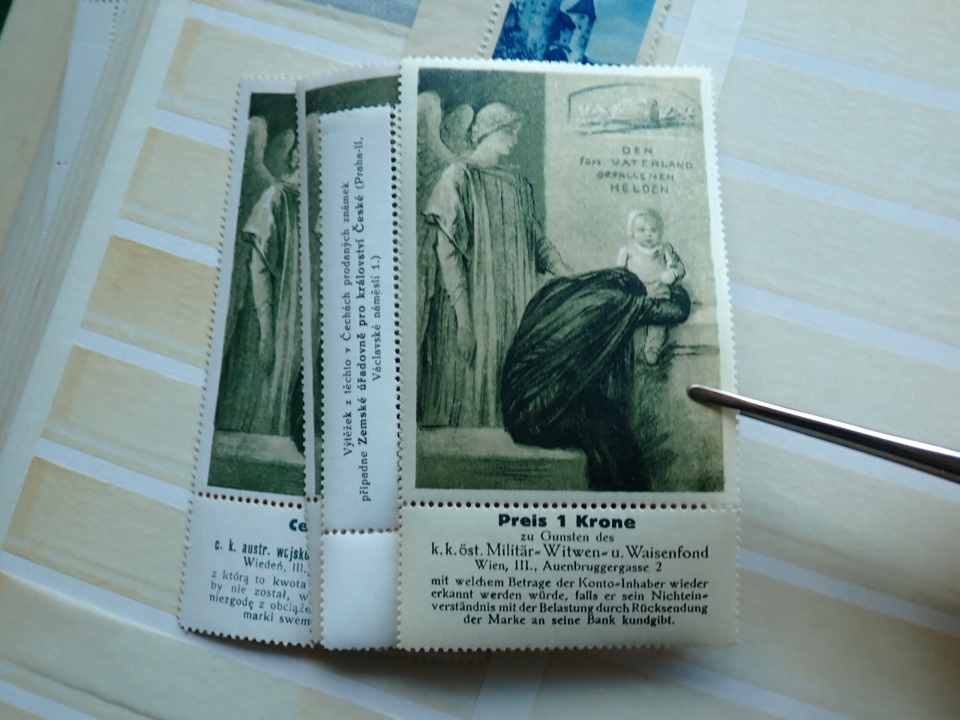 Ce
c. k. austr. wojsko
Wiedeń, III.
z którą to kwota
by nie został, w
niezgodę z obciąże
marki swem
Výtěžek z těchto v Čechách prodaných známek
připadne Zemské úřadovně pro království České (Praha-II,
Václavské náměstí 1.)
DEN
fürs VATERLAND
GEFALLENEN
HELDEN
Preis 1 Krone
zu Gunsten des
k. k. öst. Militär- Witwen- u. Waisenfond
Wien, III., Auenbruggergasse 2
mit welchem Betrage der Konto-Inhaber wieder
erkannt werden würde, falls er sein Nichtein-
verständnis mit der Belastung durch Rücksendung
der Marke an seine Bank kundgibt.